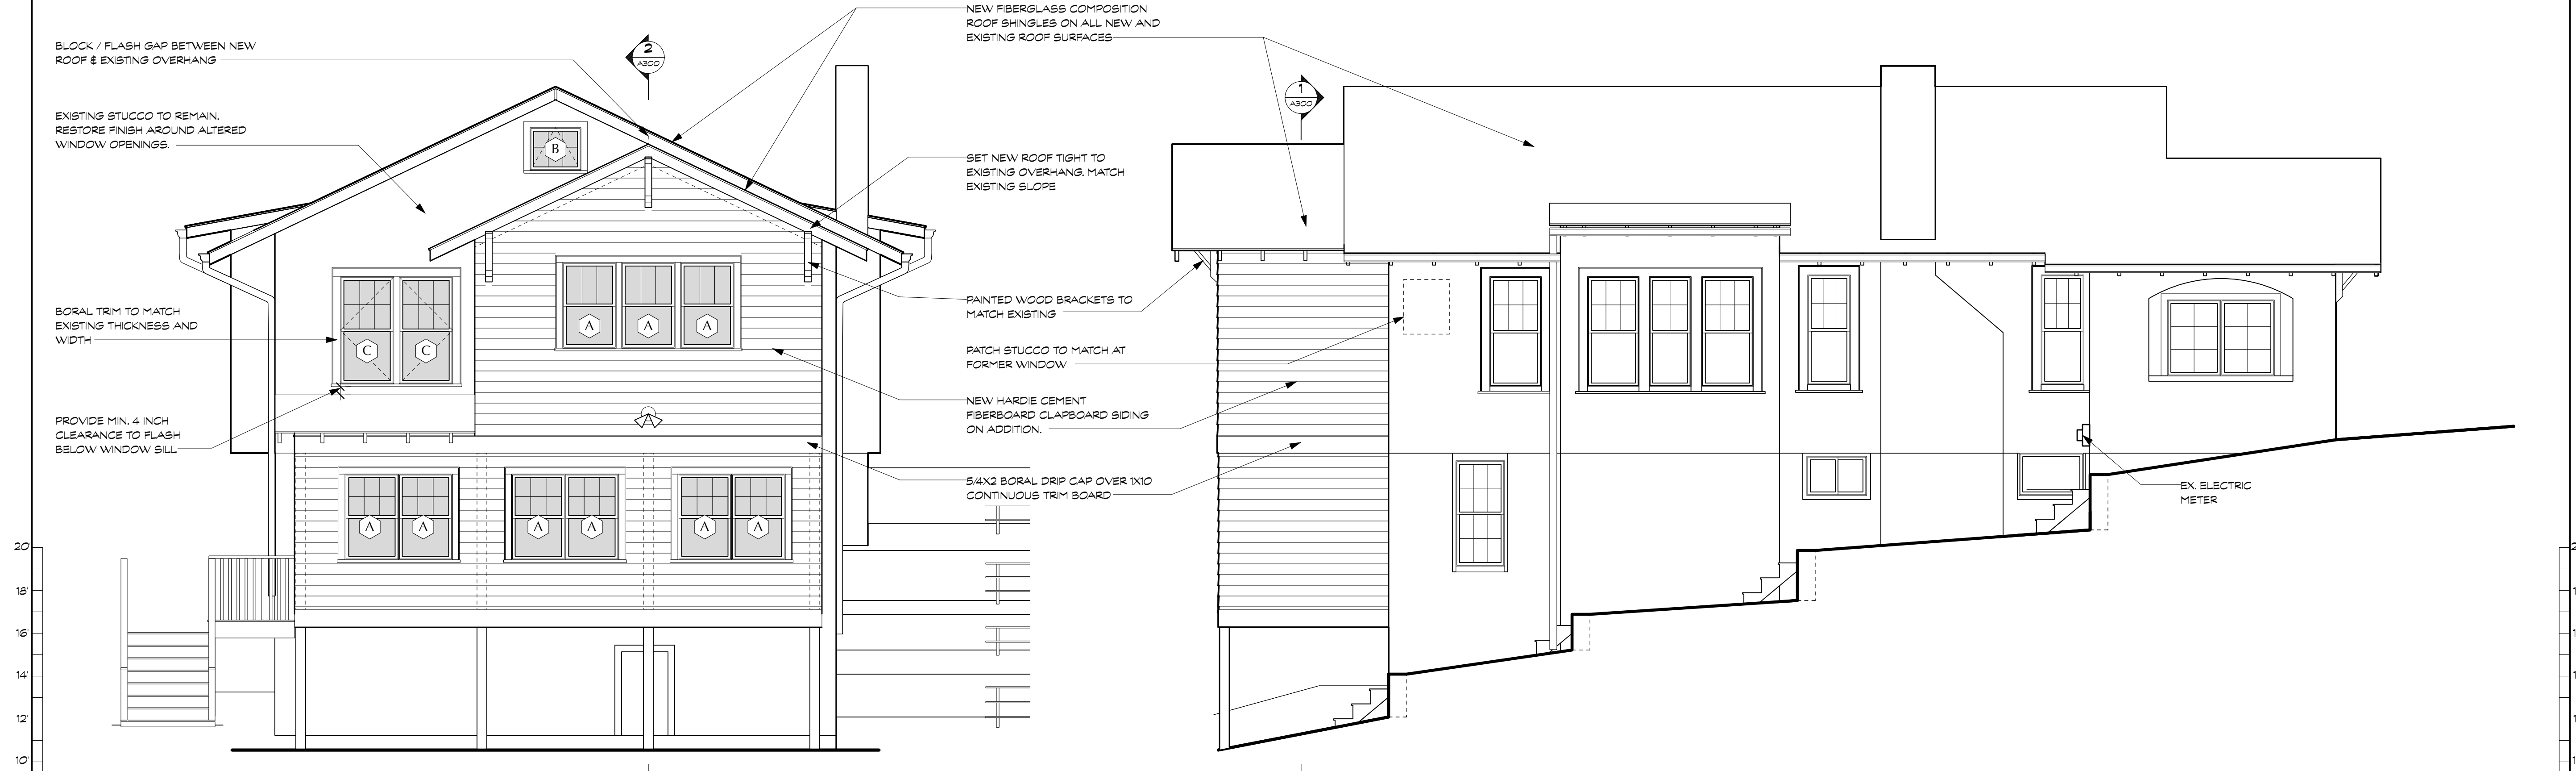 BLOCK / FLASH GAP BETWEEN NEW
ROOF & EXISTING OVERHANG
EXISTING STUCCO TO REMAIN.
RESTORE FINISH AROUND ALTERED
WINDOW OPENINGS.
BORAL TRIM TO MATCH
EXISTING THICKNESS AND
WIDTH
PROVIDE MIN. 4 INCH
CLEARANCE TO FLASH
BELOW WINDOW SILL
20'
18'
16'
14'
12'
10'
2
A300
B
C
C
A
A
A
A
A
A
A
A
A
NEW FIBERGLASS COMPOSITION
ROOF SHINGLES ON ALL NEW AND
EXISTING ROOF SURFACES
SET NEW ROOF TIGHT TO
EXISTING OVERHANG. MATCH
EXISTING SLOPE
PAINTED WOOD BRACKETS TO
MATCH EXISTING
PATCH STUCCO TO MATCH AT
FORMER WINDOW
NEW HARDIE CEMENT
FIBERBOARD CLAPBOARD SIDING
ON ADDITION.
5/4X2 BORAL DRIP CAP OVER 1X10
CONTINUOUS TRIM BOARD
1
A300
EX. ELECTRIC
METER